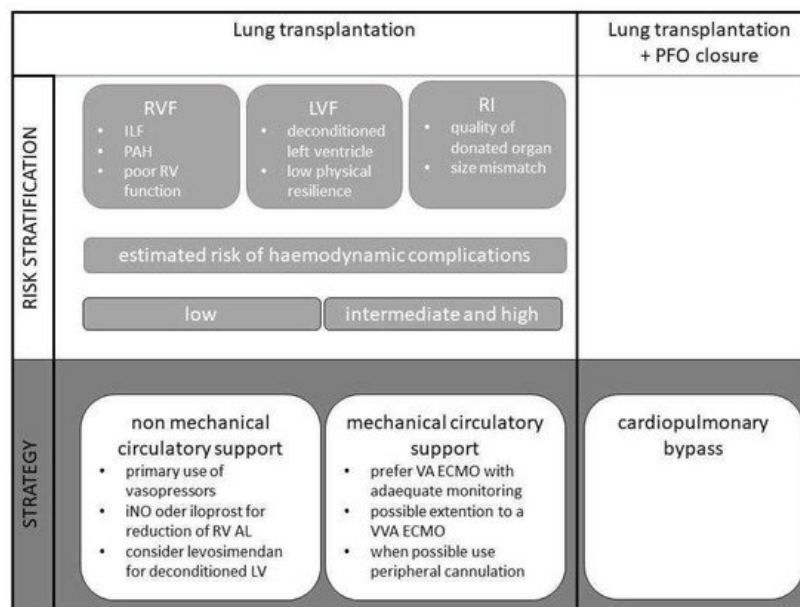 Lung transplantation
Lung transplantation
+ PFO closure
RISK STRATIFICATION
RVF
• ILF
• PAH
• poor RV
function
LVF
• deconditioned
left ventricle
• low physical
resilience
RI
• quality of
donated organ
• size mismatch
estimated risk of haemodynamic complications
low
intermediate and high
STRATEGY
non mechanical
circulatory support
• primary use of
vasopressors
• iNO oder iloprost for
reduction of RV AL
• consider levosimendan
for deconditioned LV
mechanical circulatory
support
• prefer VA ECMO with
adaequate monitoring
• possible extention to a
VVA ECMO
• when possible use
peripheral cannulation
cardiopulmonary
bypass